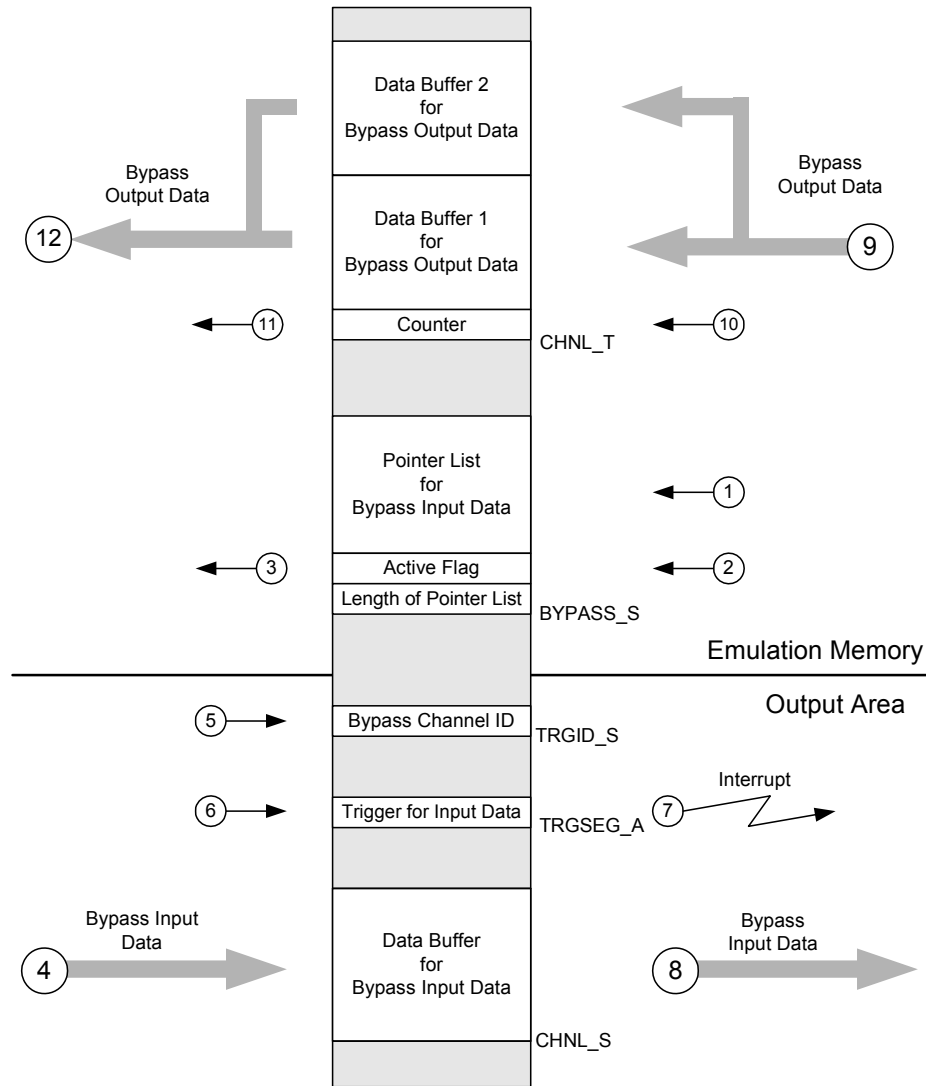 Data Buffer 2
for
Bypass Output Data
Bypass
Output Data
Bypass
Output Data
12
Data Buffer 1
for
Bypass Output Data
9
11
Counter
10
CHNL_T
Pointer List
for
Bypass Input Data
1
3
Active Flag
2
Length of Pointer List
BYPASS_S
Emulation Memory
Output Area
5
Bypass Channel ID
TRGID_S
Interrupt
6
Trigger for Input Data
TRGSEG_A
7
Bypass Input
Data
4
Data Buffer
for
Bypass Input Data
Bypass
Input Data
8
CHNL_S